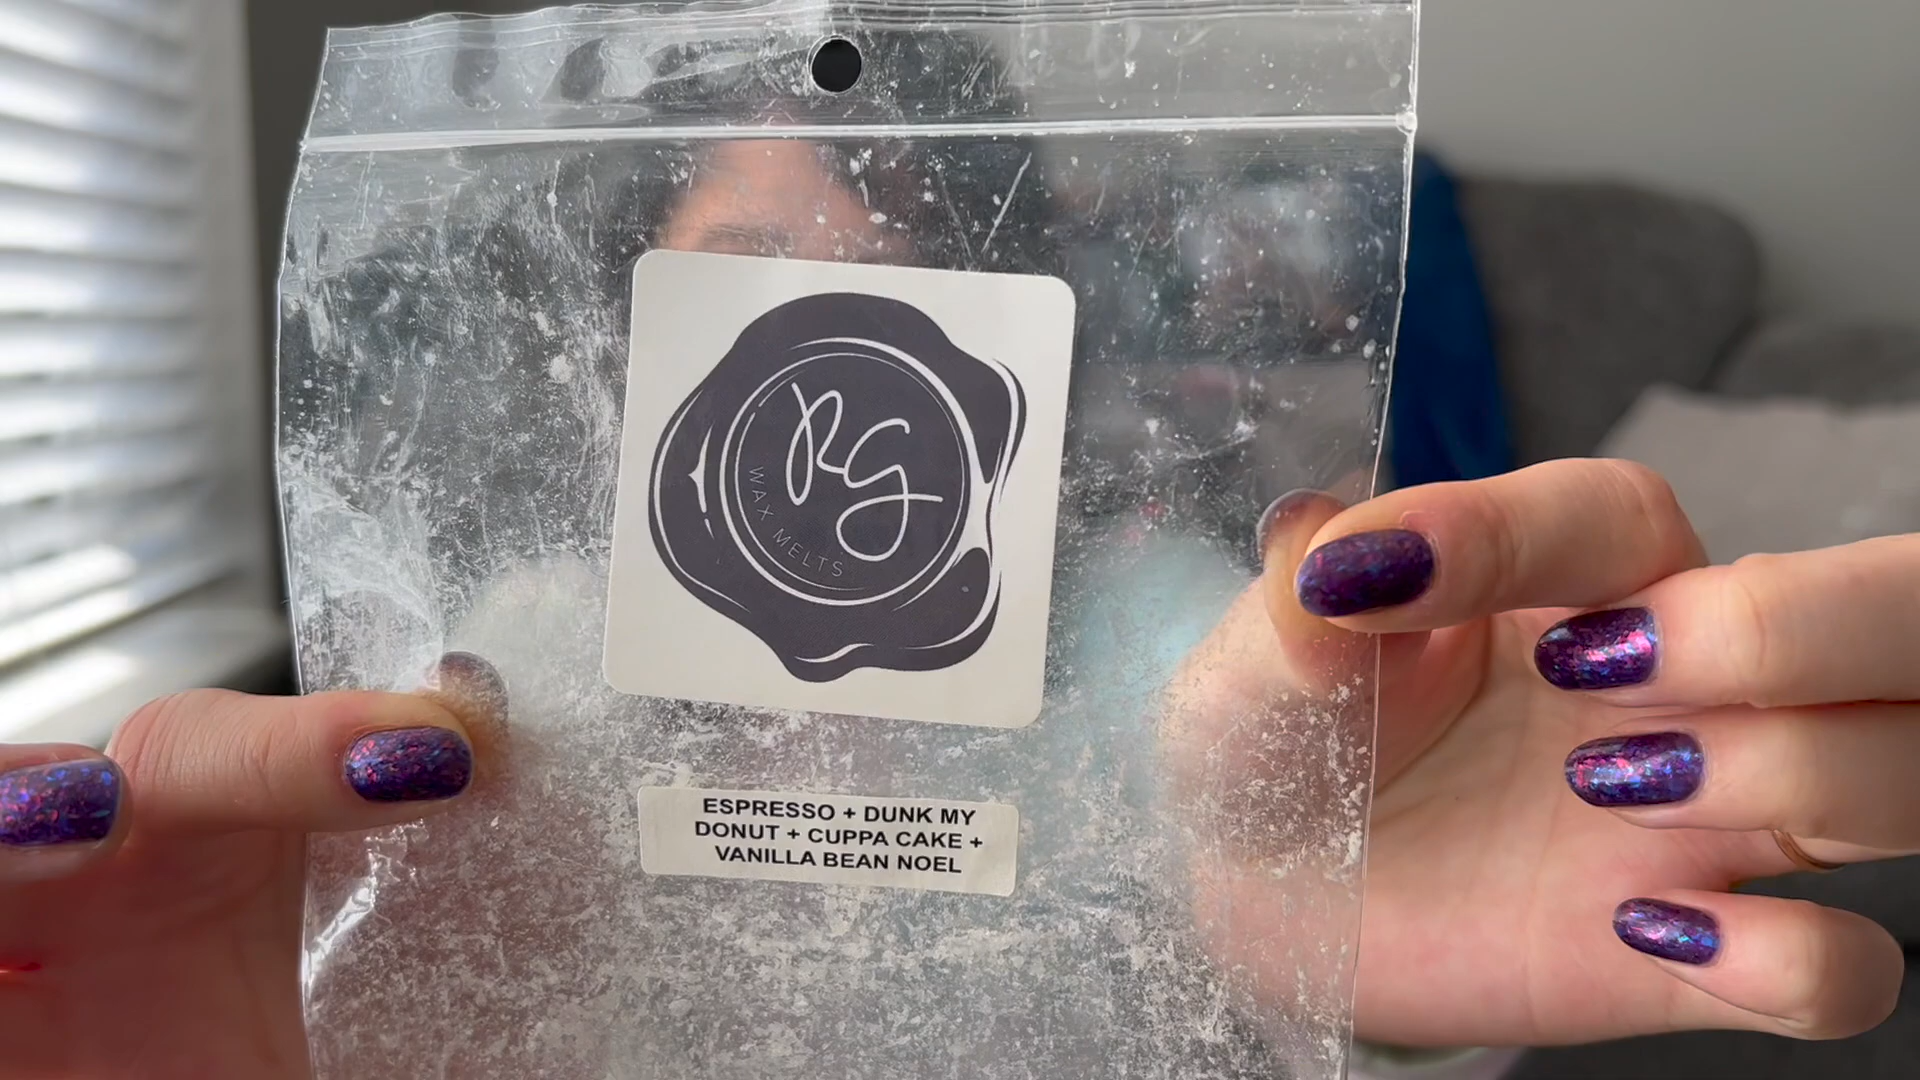 RG
WAX MELTS
ESPRESSO + DUNK MY
DONUT + CUPPA CAKE +
VANILLA BEAN NOEL